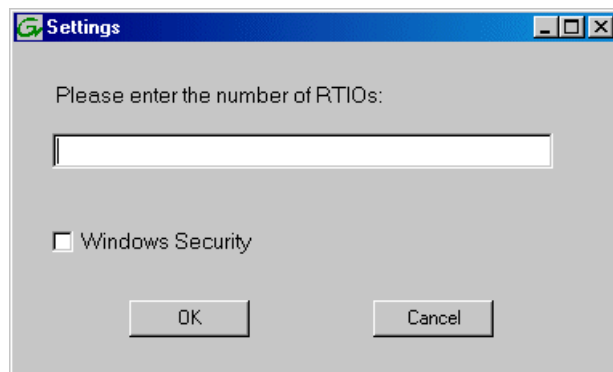 Settings
Please enter the number of RTIOs:
Windows Security
OK
Cancel